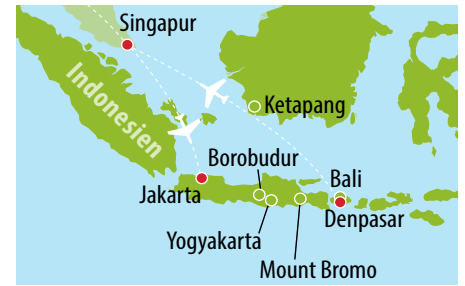 Singapur
Indonesien
Ketapang
Borobudur
Bali
Jakarta
Denpasar
Yogyakarta
Mount Bromo